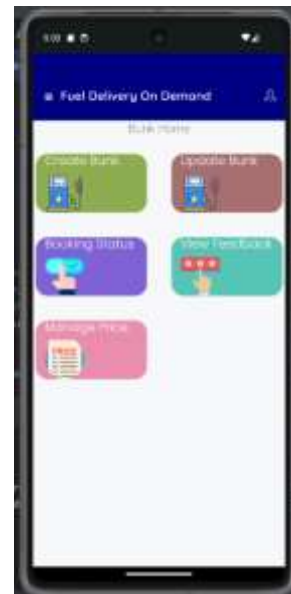 Fuel Delivery On Demand
Bunk Home
Create Bunk
Update Bunk
Booking Status
View Feedback
Manage Price